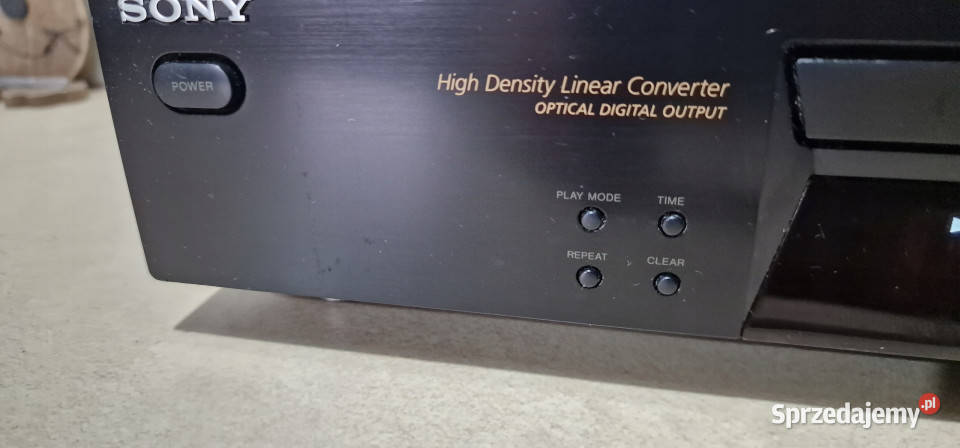 SONY
POWER
High Density Linear Converter
OPTICAL DIGITAL OUTPUT
PLAY MODE
TIME
REPEAT
CLEAR
Sprzedajemy.pl